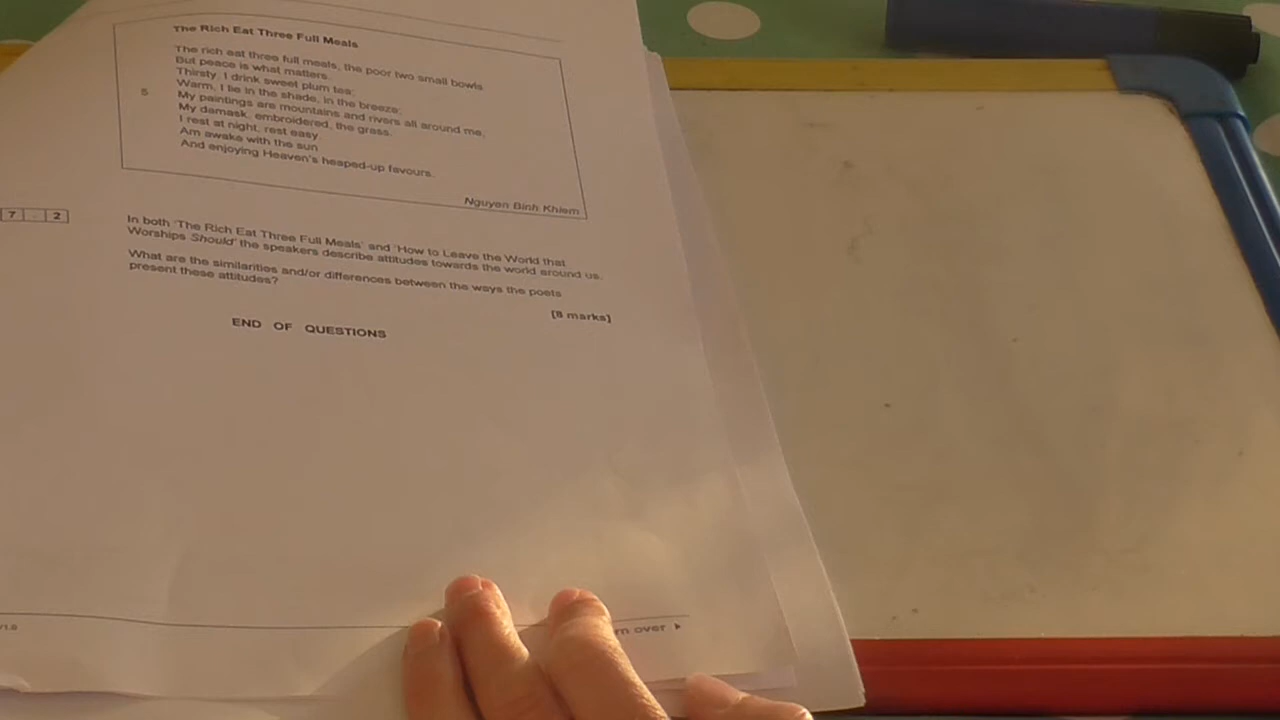 The Rich Eat Three Full Meals
The rich eat three full meals, the poor two small bowls
But peace is what matters.
Thirsty, I drink sweet plum tea;
Warm, I lie in the shade, in the breeze;
5 My paintings are mountains and rivers all around me,
My damask, embroidered, the grass.
I rest at night, rest easy
Am awake with the sun
And enjoying Heaven's heaped-up favours.
Nguyen Binh Khiem
7 . 2
In both 'The Rich Eat Three Full Meals' and 'How to Leave the World that
Worships Should' the speakers describe attitudes towards the world around us.
What are the similarities and/or differences between the ways the poets
present these attitudes?
[8 marks]
END OF QUESTIONS
over